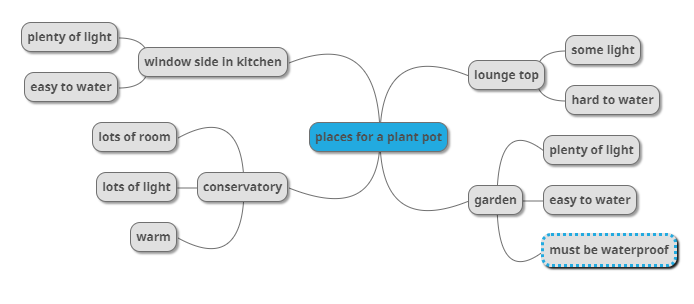 places for a plant pot
window side in kitchen
plenty of light
easy to water
conservatory
lots of room
lots of light
warm
lounge top
some light
hard to water
garden
plenty of light
easy to water
must be waterproof